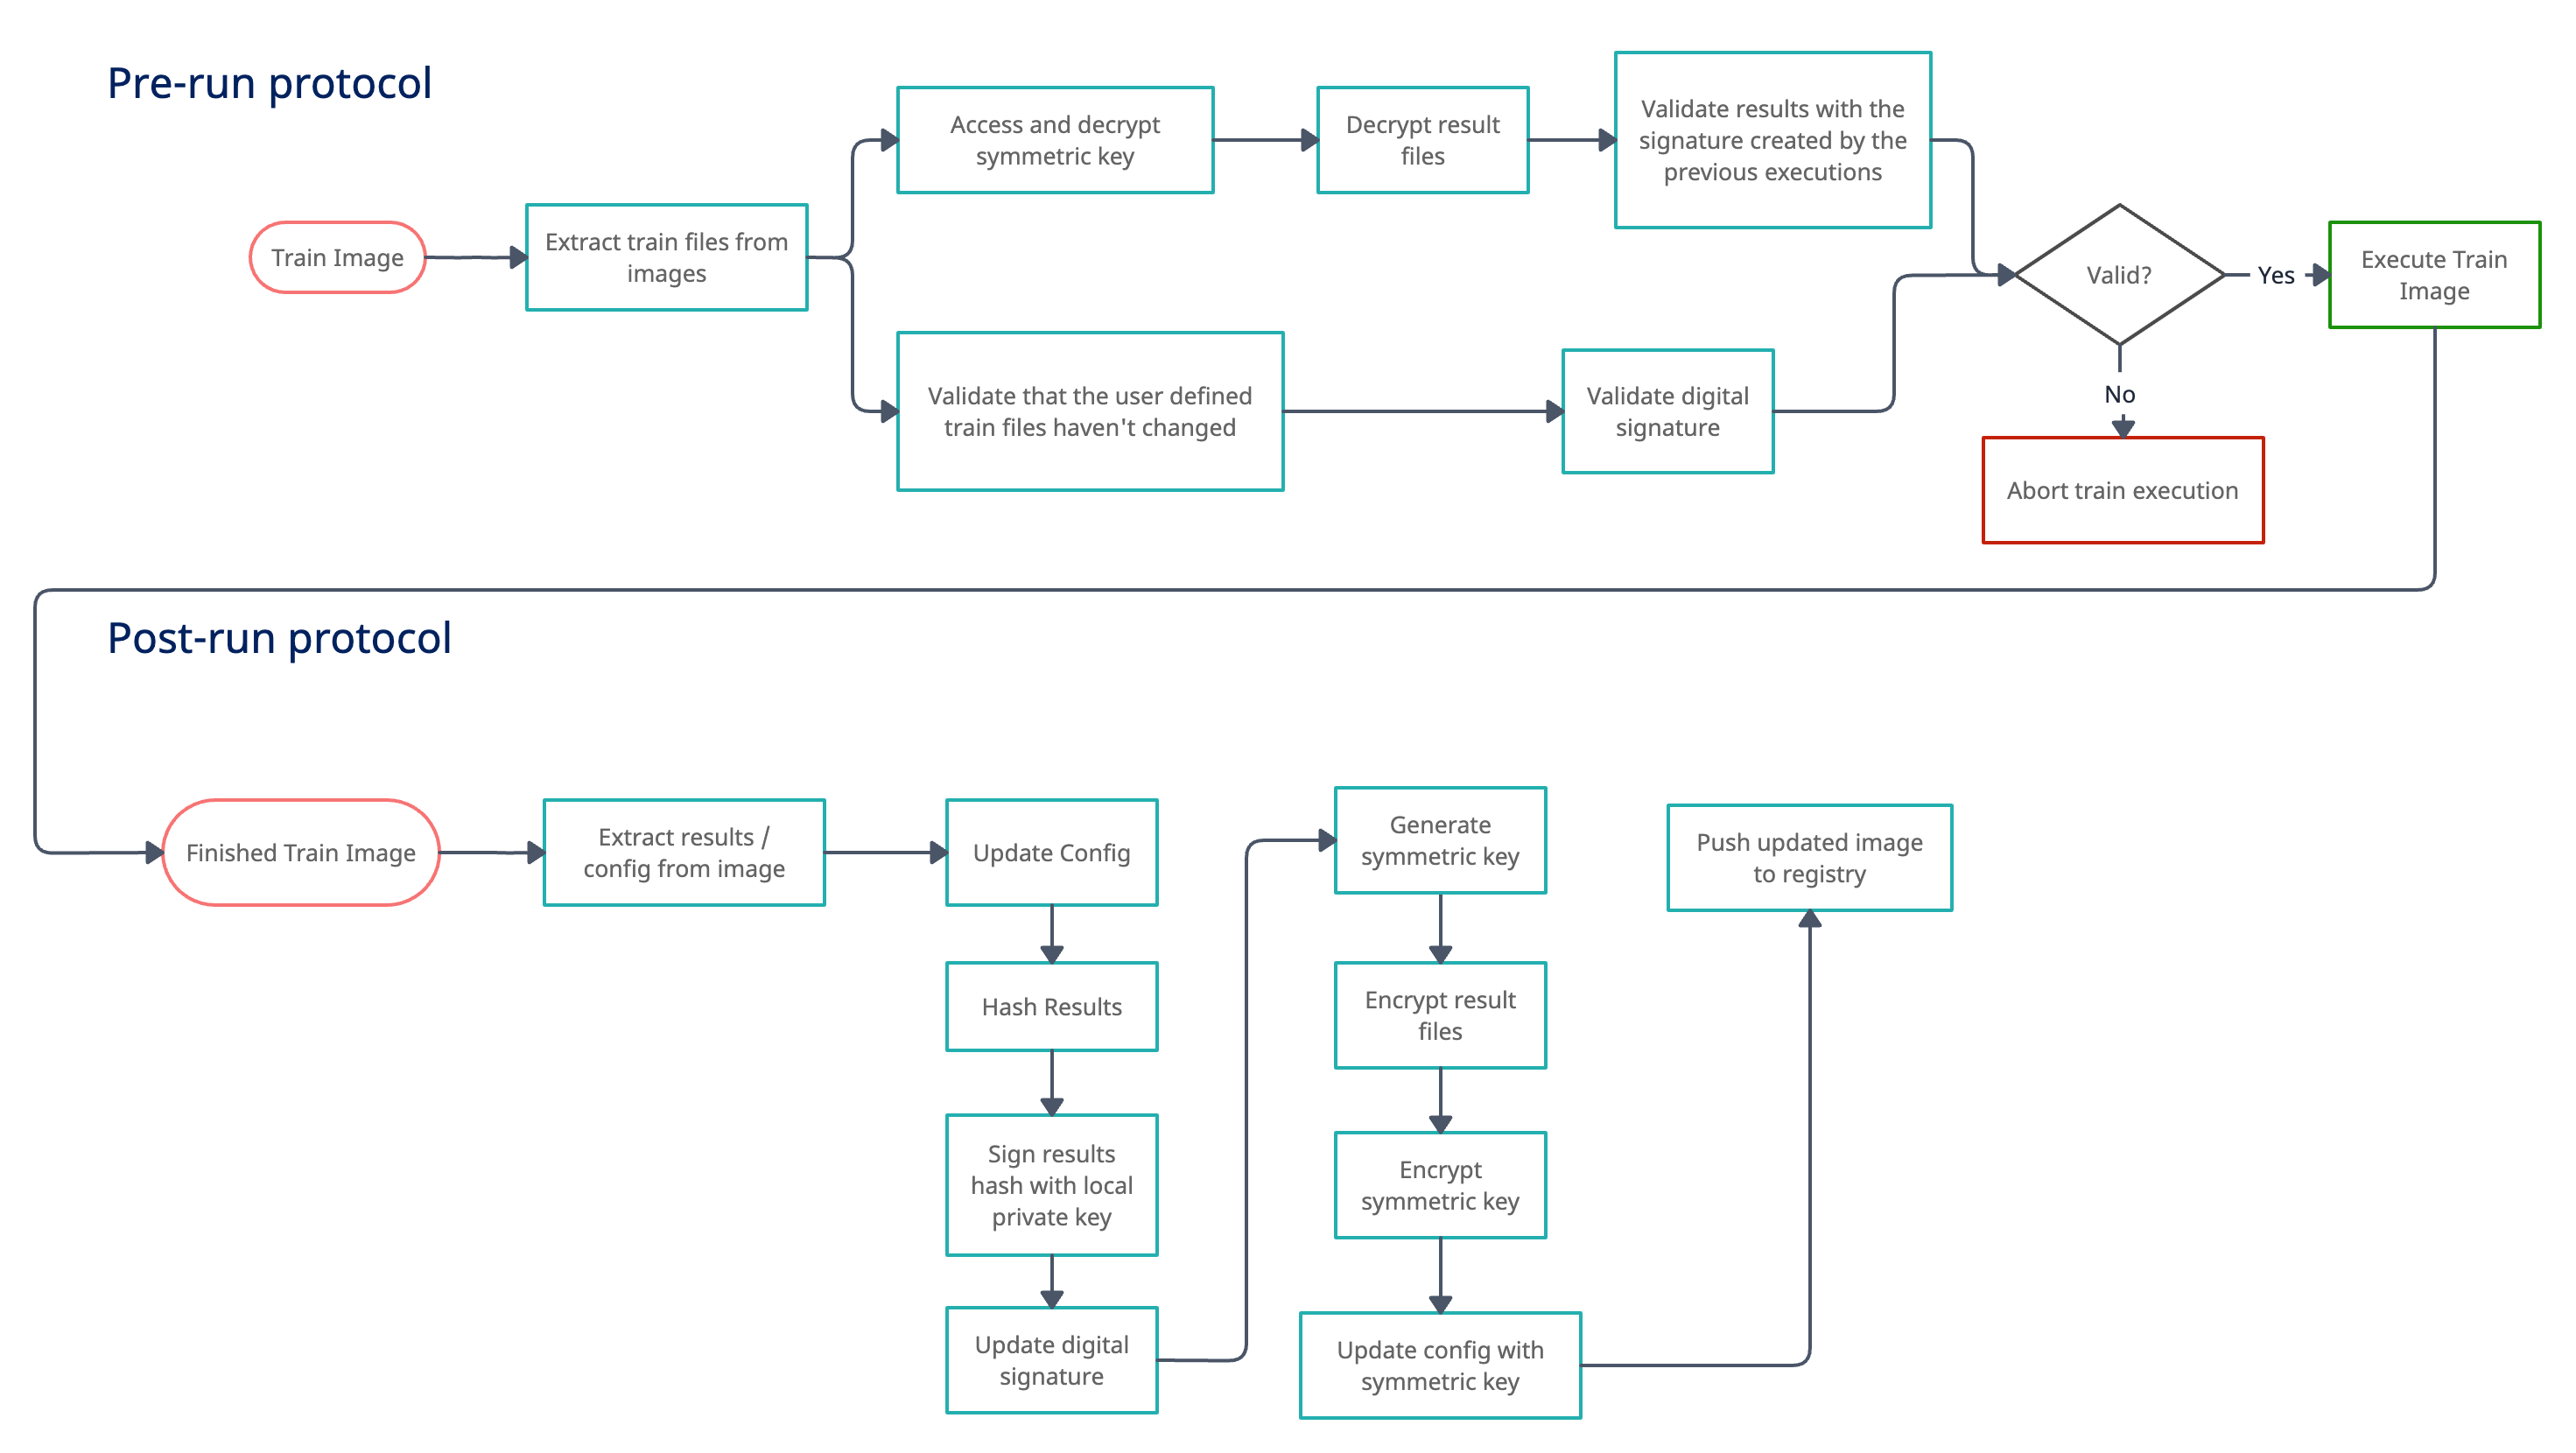 Pre-run protocol
Train Image
Extract train files from
images
Access and decrypt
symmetric key
Decrypt result
files
Validate results with the
signature created by the
previous executions
Validate that the user defined
train files haven't changed
Validate digital
signature
Valid?
Yes
Execute Train
Image
No
Abort train execution
Post-run protocol
Finished Train Image
Extract results /
config from image
Update Config
Hash Results
Sign results
hash with local
private key
Update digital
signature
Generate
symmetric key
Encrypt result
files
Encrypt
symmetric key
Update config with
symmetric key
Push updated image
to registry